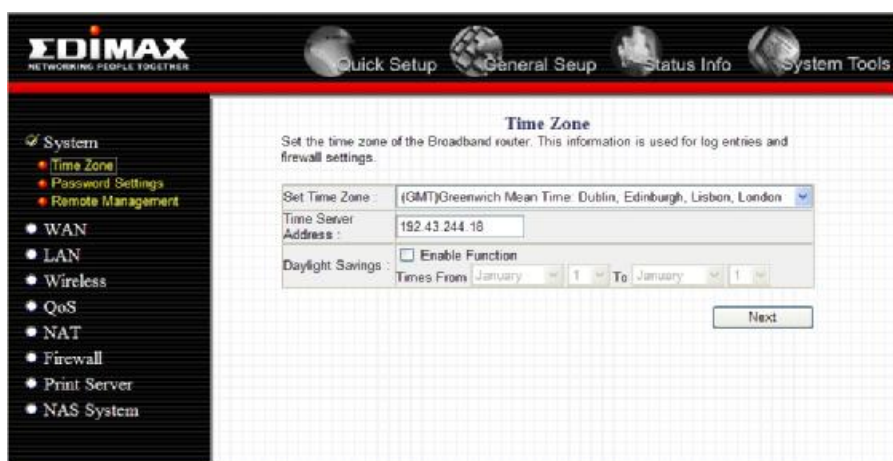 EDIMAX
NETWORKING PEOPLE TOGETHER
Quick Setup
General Seup
Status Info
System Tools
System
Time Zone
Password Settings
Remote Management
WAN
LAN
Wireless
QoS
NAT
Firewall
Print Server
NAS System
Time Zone
Set the time zone of the Broadband router. This information is used for log entries and
firewall settings.
Set Time Zone : (GMT)Greenwich Mean Time: Dublin, Edinburgh, Lisbon, London
Time Server
Address :
192.43.244.18
Daylight Savings :
Enable Function
Times From January 1 To January 1
Next